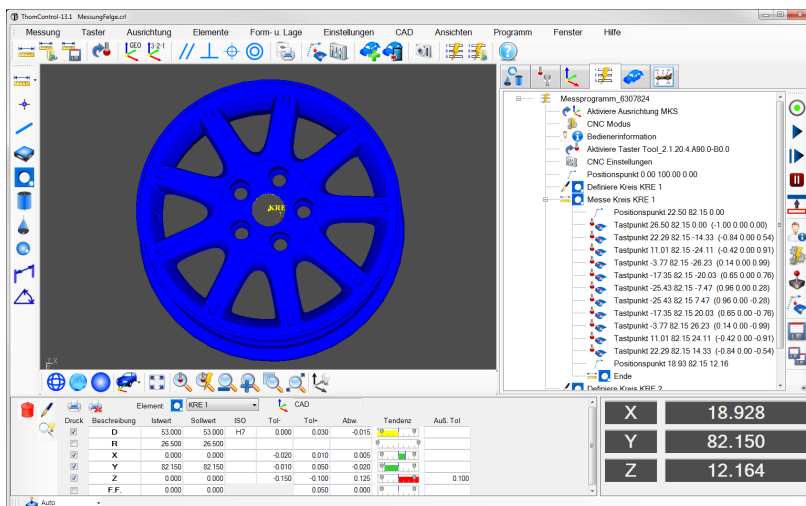 ThomControl-13.1 MessungFelge.crl
Messung Taster Ausrichtung Elemente Form- u. Lage Einstellungen CAD Ansichten Programm Fenster Hilfe
GEO 3-2-1
Messprogramm_6307824
Aktiviere Ausrichtung MKS
CNC Modus
Bedienerinformation
Aktiviere Taster Tool_2.1.20.4.A90.0-B0.0
CNC Einstellungen
Positionspunkt 0.00 100.00 0.00
Definiere Kreis KRE 1
Messe Kreis KRE 1
Positionspunkt 22.50 82.15 0.00
Tastpunkt 26.50 82.15 0.00 (-1.00 0.00 0.00)
Tastpunkt 22.29 82.15 -14.33 (-0.84 0.00 0.54)
Tastpunkt 11.01 82.15 -24.11 (-0.42 0.00 0.91)
Tastpunkt -3.77 82.15 -26.23 (0.14 0.00 0.99)
Tastpunkt -17.35 82.15 -20.03 (0.65 0.00 0.76)
Tastpunkt -25.43 82.15 -7.47 (0.96 0.00 0.28)
Tastpunkt -25.43 82.15 7.47 (0.96 0.00 -0.28)
Tastpunkt -17.35 82.15 20.03 (0.65 0.00 -0.76)
Tastpunkt -3.77 82.15 26.23 (0.14 0.00 -0.99)
Tastpunkt 11.01 82.15 24.11 (-0.42 0.00 -0.91)
Tastpunkt 22.29 82.15 14.33 (-0.84 0.00 -0.54)
Positionspunkt 18.93 82.15 12.16
Ende
Definiere Kreis KRE 2
KRE
Element: KRE 1 CAD
Druck Beschreibung Istwert Sollwert ISO Tol- Tol+ Abw. Tendenz Auß. Tol
D 53.000 53.000 H7 0.000 0.030 -0.015
R 26.500 26.500
X 0.000 0.000 -0.020 0.010 0.005
Y 82.150 82.150 -0.010 0.050 -0.020
Z 0.000 0.000 -0.150 -0.100 0.125 0.100
F.F. 0.000 0.000 0.050 0.000
X 18.928
Y 82.150
Z 12.164
Auto